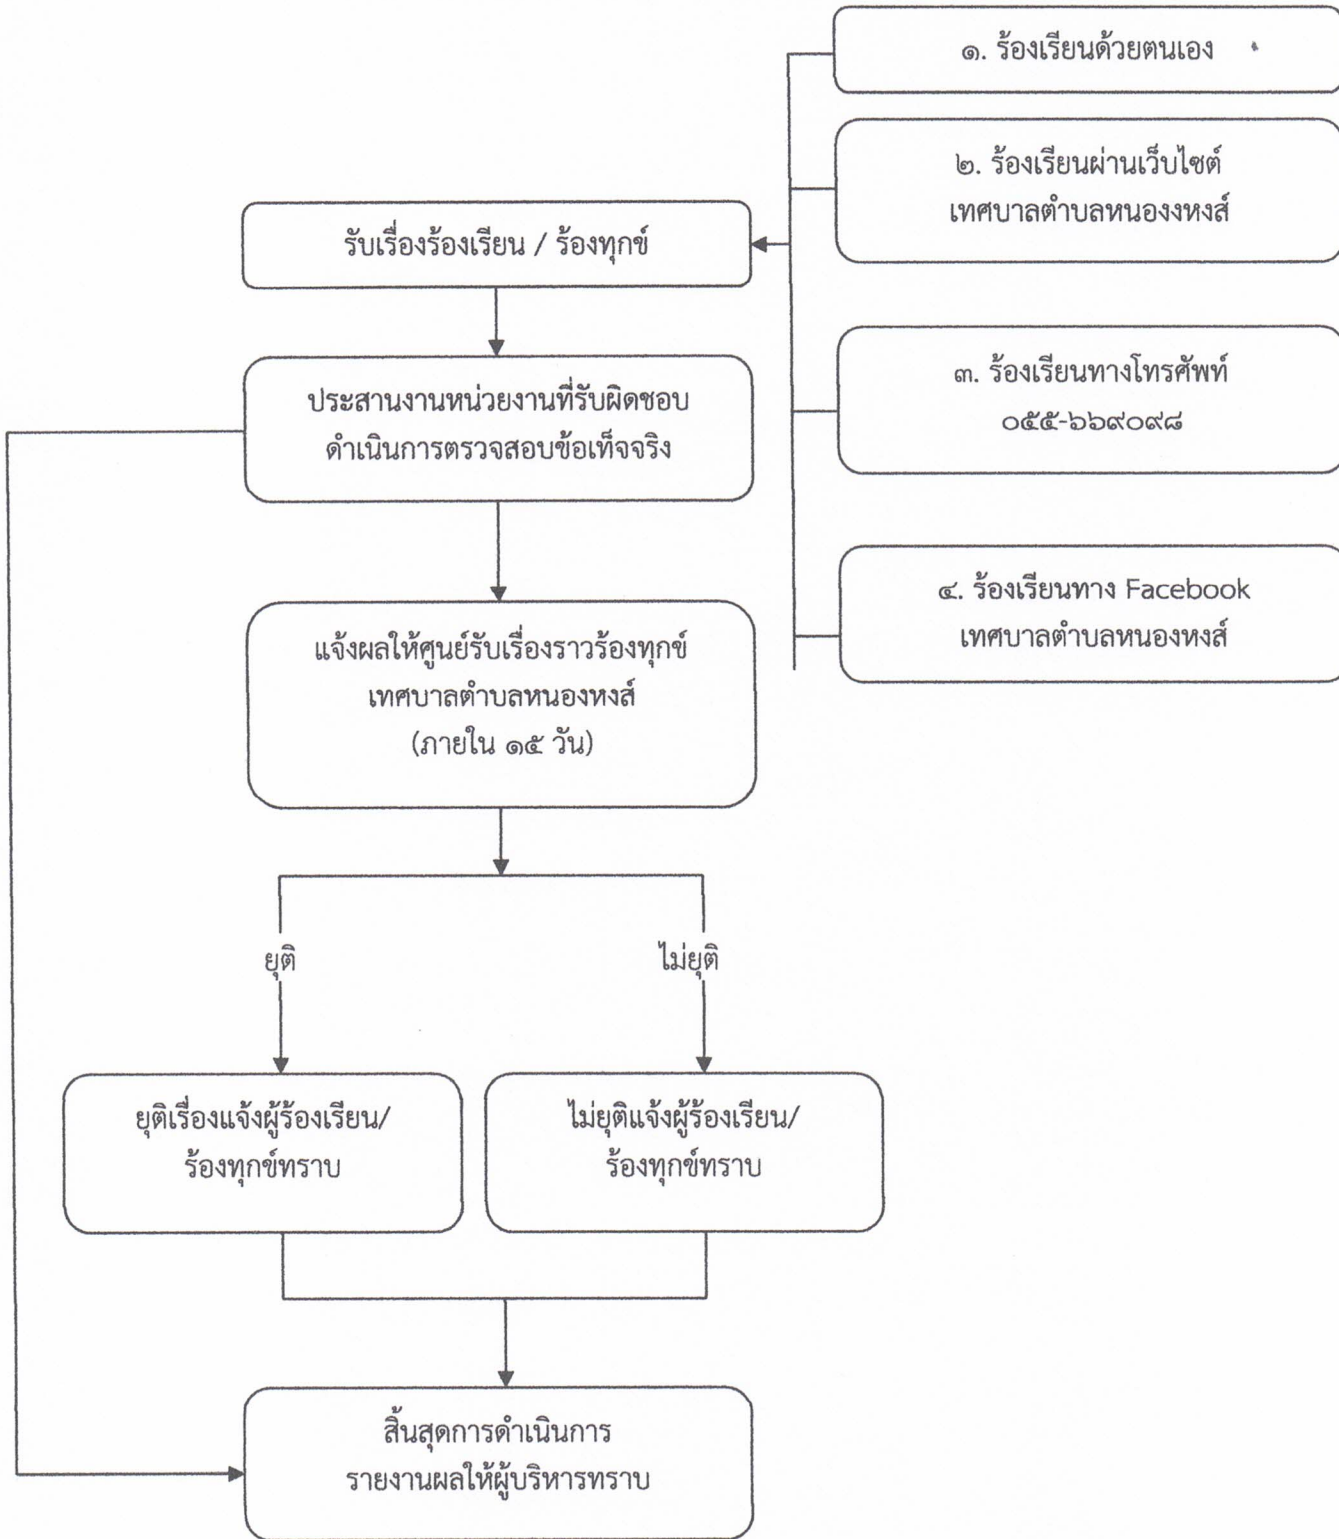 ๑. ร้องเรียนด้วยตนเอง
๒. ร้องเรียนผ่านเว็บไซต์
เทศบาลตำบลหนองงหงส์
รับเรื่องร้องเรียน / ร้องทุกข์
๓. ร้องเรียนทางโทรศัพท์
๐๕๕-๖๖๙๐๙๘
ประสานงานหน่วยงานที่รับผิดชอบ
ดำเนินการตรวจสอบข้อเท็จจริง
๔. ร้องเรียนทาง Facebook
เทศบาลตำบลหนองหงส์
แจ้งผลให้ศูนย์รับเรื่องราวร้องทุกข์
เทศบาลตำบลหนองหงส์
(ภายใน ๑๕ วัน)
ยุติ
ไม่ยุติ
ยุติเรื่องแจ้งผู้ร้องเรียน/
ร้องทุกข์ทราบ
ไม่ยุติแจ้งผู้ร้องเรียน/
ร้องทุกข์ทราบ
สิ้นสุดการดำเนินการ
รายงานผลให้ผู้บริหารทราบ